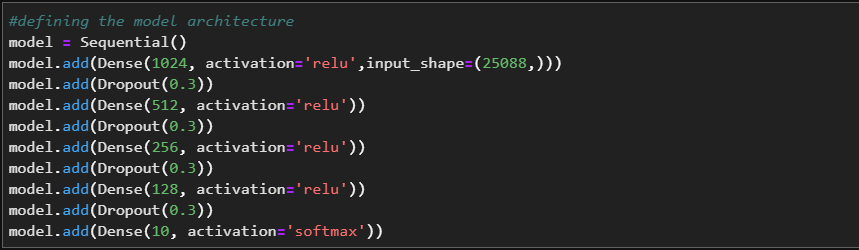 #defining the model architecture
model = Sequential()
model.add(Dense(1024, activation='relu',input_shape=(25088,)))
model.add(Dropout(0.3))
model.add(Dense(512, activation='relu'))
model.add(Dropout(0.3))
model.add(Dense(256, activation='relu'))
model.add(Dropout(0.3))
model.add(Dense(128, activation='relu'))
model.add(Dropout(0.3))
model.add(Dense(10, activation='softmax'))